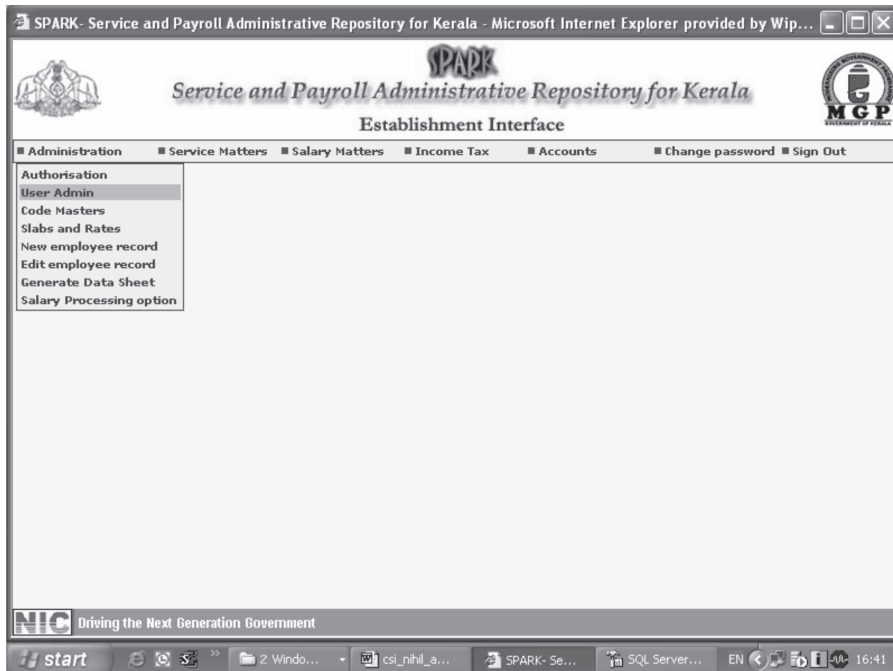 SPARK- Service and Payroll Administrative Repository for Kerala - Microsoft Internet Explorer provided by Wip...
SPARK
Service and Payroll Administrative Repository for Kerala
Establishment Interface
MGP
GOVERNMENT OF KERALA
Administration Service Matters Salary Matters Income Tax Accounts Change password Sign Out
Authorisation
User Admin
Code Masters
Slabs and Rates
New employee record
Edit employee record
Generate Data Sheet
Salary Processing option
NIC Driving the Next Generation Government
start 2 Windo... csi_nihil_a... SPARK- Se... SQL Server... EN 16:41